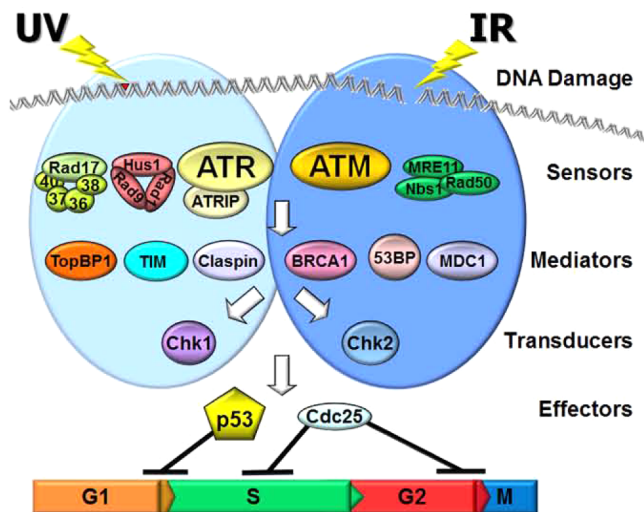 UV
IR
DNA Damage
Rad17
40
38
37
36
Hus1
Rad9
Rad1
ATR
ATRIP
ATM
MRE11
Nbs1
Rad50
Sensors
TopBP1
TIM
Claspin
BRCA1
53BP
MDC1
Mediators
Chk1
Chk2
Transducers
p53
Cdc25
Effectors
G1
S
G2
M